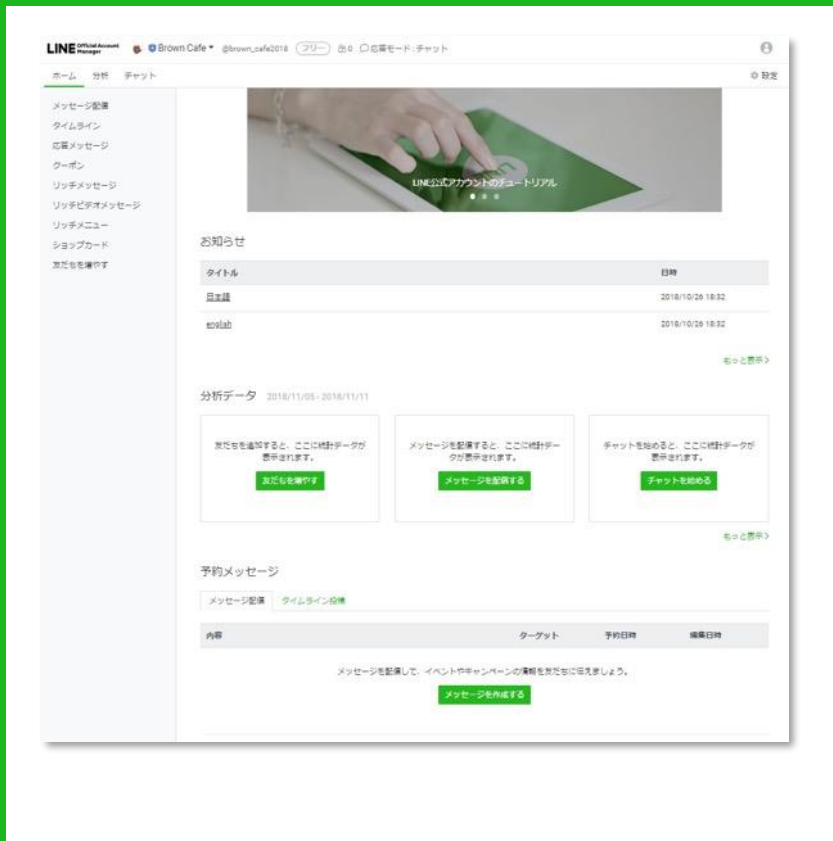 LINE Official Account Manager Brown Cafe @brown_cafe2018 フリー 0 応答モード:チャット
ホーム 分析 チャット 設定
メッセージ配信
タイムライン
応答メッセージ
クーポン
リッチメッセージ
リッチビデオメッセージ
リッチメニュー
ショップカード
友だちを増やす
LINE公式アカウントのチュートリアル
お知らせ
タイトル 日時
日本語 2018/10/26 18:32
english 2018/10/26 18:32
もっと表示
分析データ 2018/11/05 - 2018/11/11
友だちを追加すると、ここに統計データが
表示されます。
友だちを増やす
メッセージを配信すると、ここに統計デー
タが表示されます。
メッセージを配信する
チャットを始めると、ここに統計データが
表示されます。
チャットを始める
もっと表示
予約メッセージ
メッセージ配信 タイムライン投稿
内容 ターゲット 予約日時 編集日時
メッセージを配信して、イベントやキャンペーンの情報を友だちに伝えましょう。
メッセージを作成する